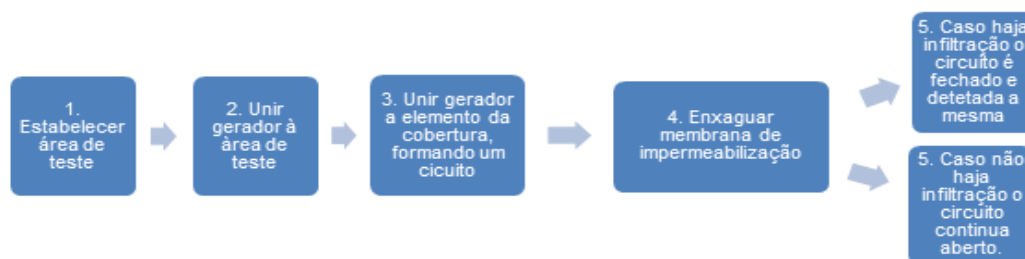 1.
Estabelecer
área de
teste
2. Unir
gerador à
área de
teste
3. Unir gerador
a elemento da
cobertura,
formando um
cicuito
4. Enxaguar
membrana de
impermeabilização
5. Caso haja
infiltração o
circuito é
fechado e
detetada a
mesma
5. Caso não
haja
infiltração o
circuito
continua
aberto.